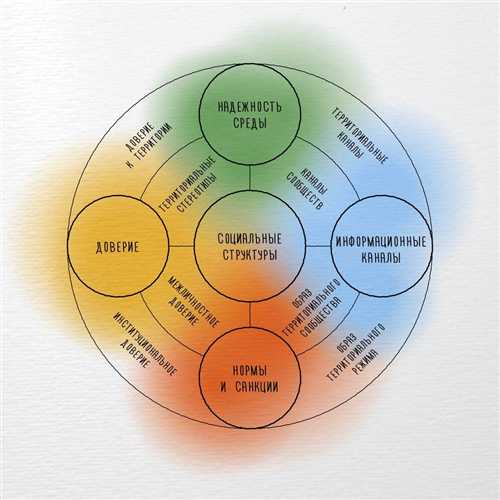 НАДЕЖНОСТЬ
СРЕДЫ
ДОВЕРИЕ
К ТЕРРИТОРИИ
ТЕРРИТОРИАЛЬНЫЕ
КАНАЛЫ
ТЕРРИТОРИАЛЬНЫЕ
СТЕРЕОТИПЫ
КАНАЛЫ
СООБЩЕСТВ
ДОВЕРИЕ
СОЦИАЛЬНЫЕ
СТРУКТУРЫ
ИНФОРМАЦИОННЫЕ
КАНАЛЫ
МЕЖЛИЧНОСТНОЕ
ДОВЕРИЕ
ОБРАЗ
ТЕРРИТОРИАЛЬНОГО
СООБЩЕСТВА
ИНСТИТУЦИОНАЛЬНОЕ
ДОВЕРИЕ
ОБРАЗ
ТЕРРИТОРИАЛЬНОГО
РЕЖИМА
НОРМЫ
И САНКЦИИ